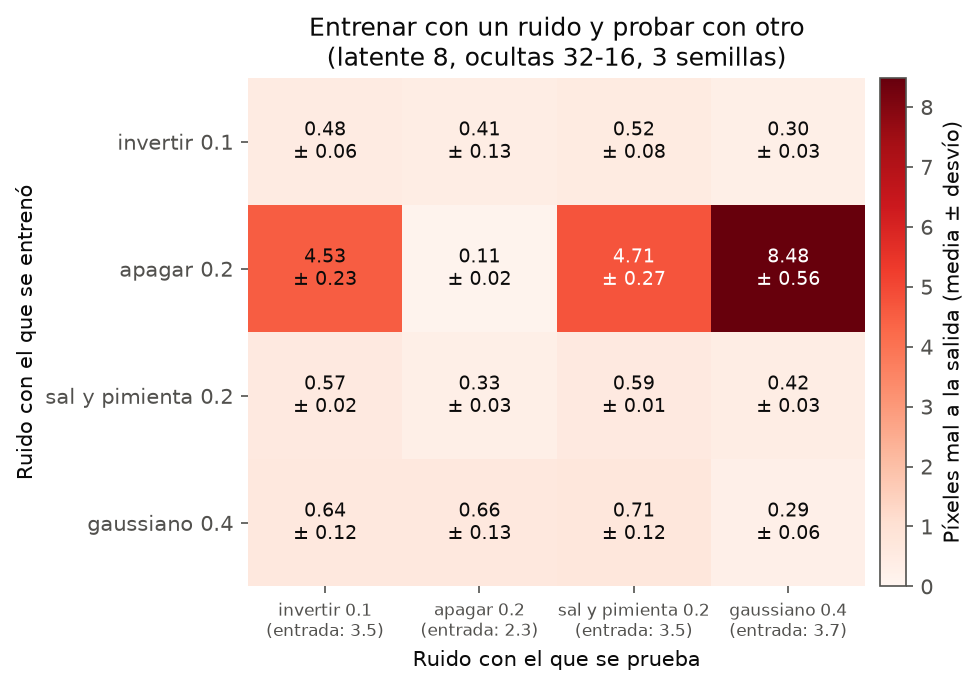 Entrenar con un ruido y probar con otro
(latente 8, ocultas 32-16, 3 semillas)
Ruido con el que se entrenó
invertir 0.1
0.48
± 0.06
0.41
± 0.13
0.52
± 0.08
0.30
± 0.03
apagar 0.2
4.53
± 0.23
0.11
± 0.02
4.71
± 0.27
8.48
± 0.56
sal y pimienta 0.2
0.57
± 0.02
0.33
± 0.03
0.59
± 0.01
0.42
± 0.03
gaussiano 0.4
0.64
± 0.12
0.66
± 0.13
0.71
± 0.12
0.29
± 0.06
invertir 0.1
(entrada: 3.5)
apagar 0.2
(entrada: 2.3)
sal y pimienta 0.2
(entrada: 3.5)
gaussiano 0.4
(entrada: 3.7)
Ruido con el que se prueba
8
7
6
5
4
3
2
1
0
Píxeles mal a la salida (media ± desvío)